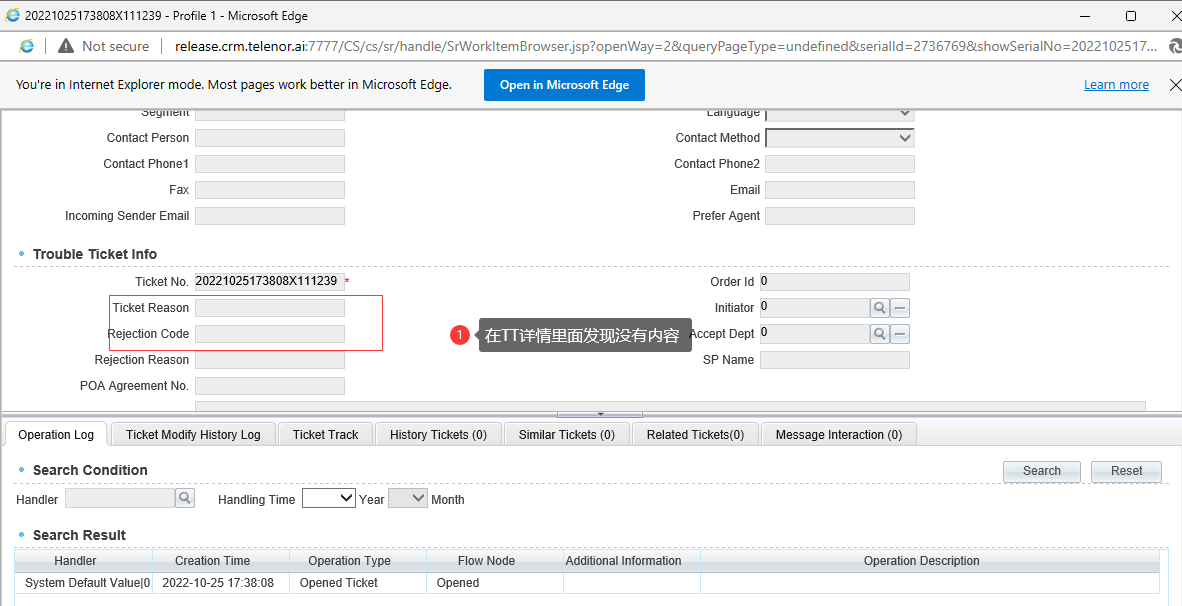 20221025173808X111239 - Profile 1 - Microsoft Edge
Not secure release.crm.telenor.ai:7777/CS/cs/sr/handle/SrWorkItemBrowser.jsp?openWay=2&queryPageType=undefined&serialId=2736769&showSerialNo=2022102517...
You're in Internet Explorer mode. Most pages work better in Microsoft Edge. Open in Microsoft Edge Learn more
Segment Language
Contact Person Contact Method
Contact Phone1 Contact Phone2
Fax Email
Incoming Sender Email Prefer Agent
Trouble Ticket Info
Ticket No. 20221025173808X111239 * Order Id 0
Ticket Reason Initiator 0
Rejection Code 1 在TT详情里面发现没有内容 Accept Dept 0
Rejection Reason SP Name
POA Agreement No.
Operation Log Ticket Modify History Log Ticket Track History Tickets (0) Similar Tickets (0) Related Tickets(0) Message Interaction (0)
Search Condition Search Reset
Handler Handling Time Year Month
Search Result
Handler Creation Time Operation Type Flow Node Additional Information Operation Description
System Default Value|0 2022-10-25 17:38:08 Opened Ticket Opened